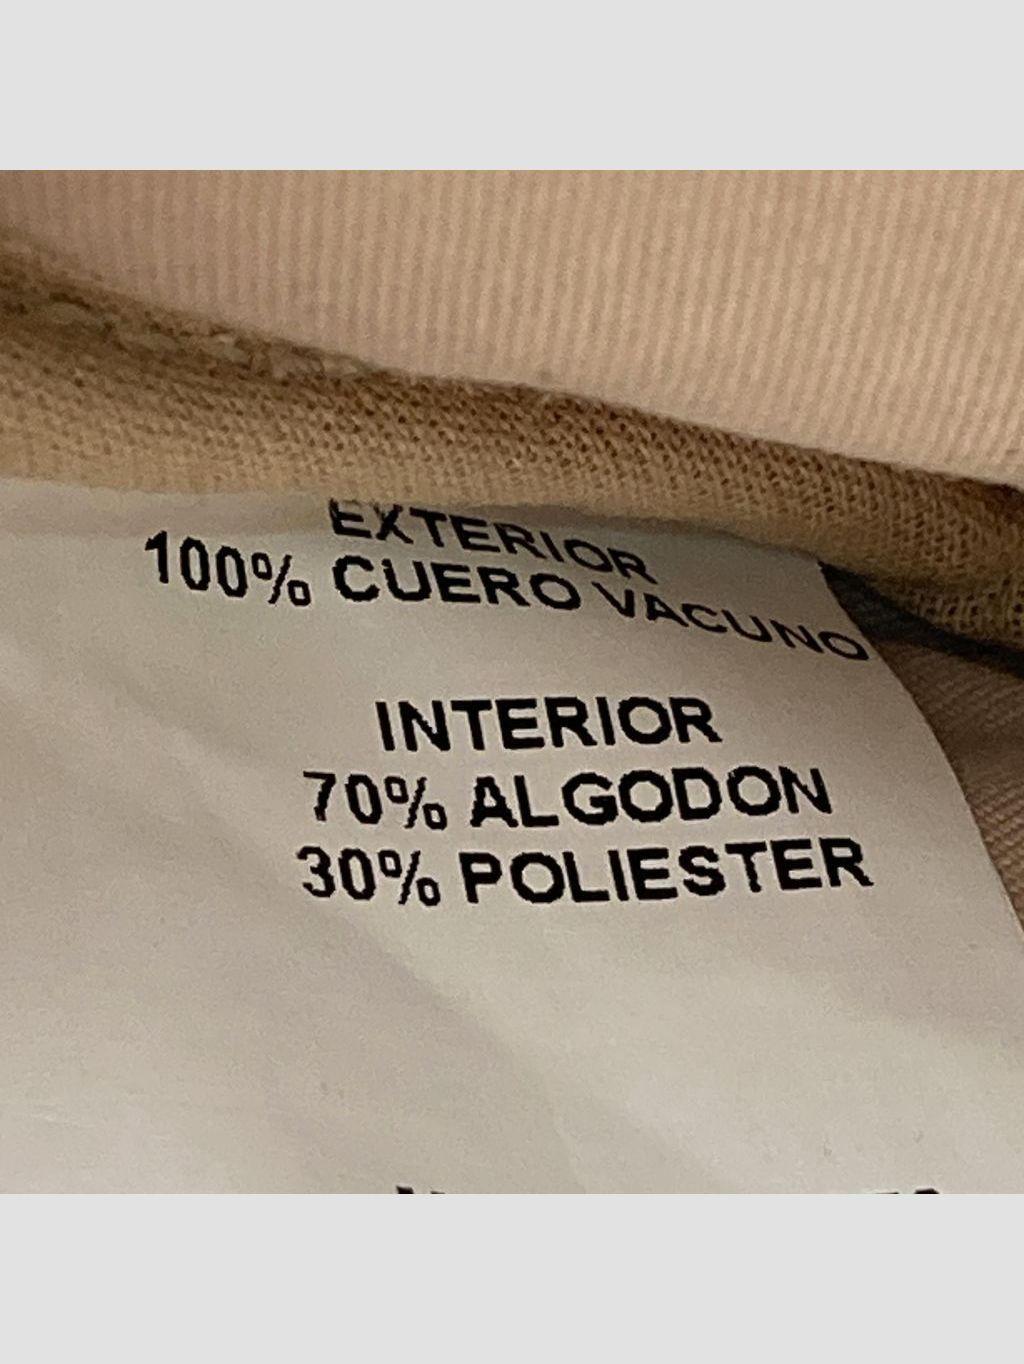 EXTERIOR
100% CUERO VACUNO
INTERIOR
70% ALGODON
30% POLIESTER